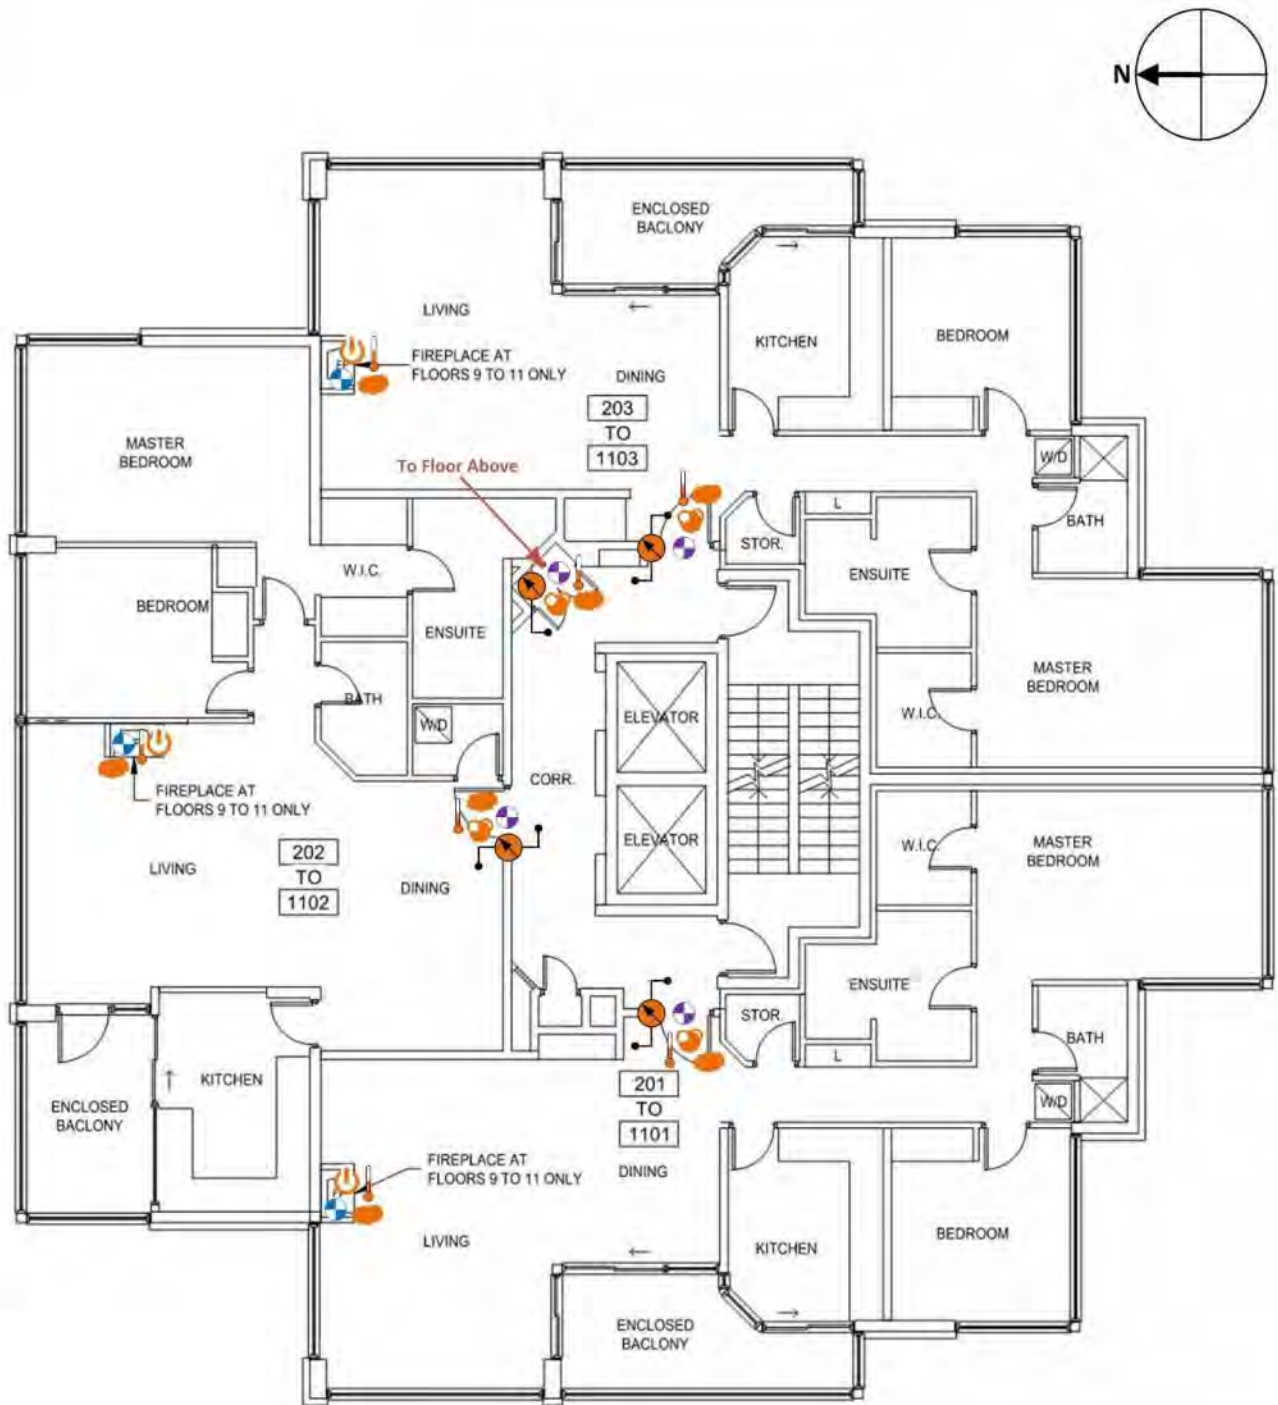 N
ENCLOSED
BACLONY
LIVING
KITCHEN
BEDROOM
FIREPLACE AT
FLOORS 9 TO 11 ONLY
DINING
203
TO
1103
MASTER
BEDROOM
To Floor Above
W/D
L
STOR.
BATH
ENSUITE
W.I.C.
BEDROOM
ENSUITE
MASTER
BEDROOM
BATH
W.I.C.
W/D
ELEVATOR
CORR.
FIREPLACE AT
FLOORS 9 TO 11 ONLY
ELEVATOR
W.I.C.
MASTER
BEDROOM
202
TO
1102
LIVING
DINING
ENSUITE
STOR.
BATH
L
KITCHEN
201
TO
1101
W/D
ENCLOSED
BACLONY
FIREPLACE AT
FLOORS 9 TO 11 ONLY
DINING
LIVING
KITCHEN
BEDROOM
ENCLOSED
BACLONY